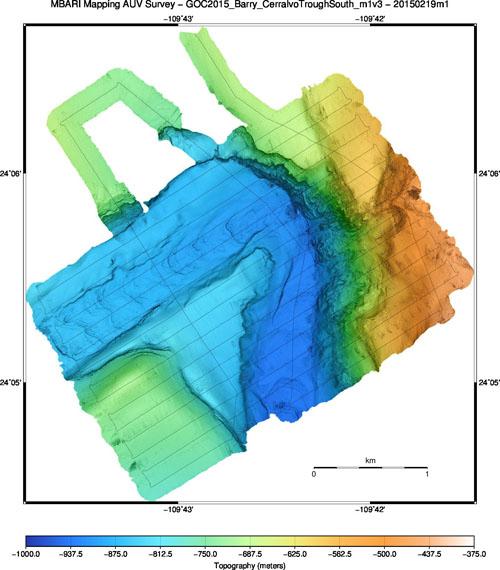 MBARI Mapping AUV Survey - GOC2015_Barry_CerralvoTroughSouth_m1v3 - 20150219m1
-109°43' -109°42'
24°06' 24°06'
24°05' 24°05'
km
0 1
-109°43' -109°42'
-1000.0 -937.5 -875.0 -812.5 -750.0 -687.5 -625.0 -562.5 -500.0 -437.5 -375.0
Topography (meters)